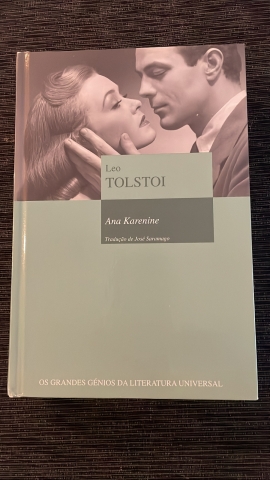 Leo
TOLSTOI
Ana Karenine
Tradução de José Saramago
OS GRANDES GÉNIOS DA LITERATURA UNIVERSAL